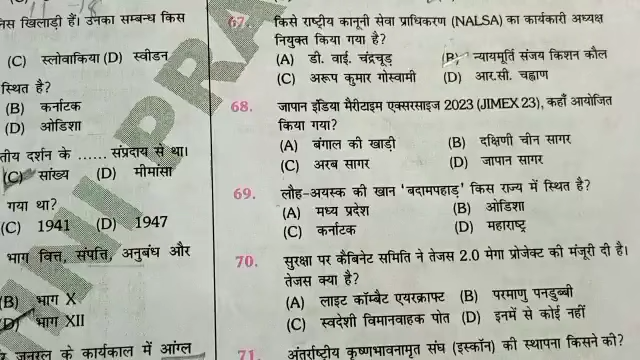 खिलाड़ी हैं। उनका सम्बन्ध किस
(C) स्लोवाकिया (D) स्वीडन
स्थित है?
(B) कर्नाटक
(D) ओडिशा
दर्शन के ...... संप्रदाय से था।
(C) सांख्य (D) मीमांसा
गया था?
(C) 1941 (D) 1947
भाग वित्त, संपत्ति, अनुबंध और
(B) भाग X
(D) भाग XII
के कार्यकाल में आंग्ल
67. किसे राष्ट्रीय कानूनी सेवा प्राधिकरण (NALSA) का कार्यकारी अध्यक्ष
नियुक्त किया गया है?
(A) डी. वाई. चंद्रचूड़ (B) न्यायमूर्ति संजय किशन कौल
(C) अरूप कुमार गोस्वामी (D) आर.सी. चह्वाण
68. जापान इंडिया मैरीटाइम एक्सरसाइज 2023 (JIMEX 23), कहाँ आयोजित
किया गया?
(A) बंगाल की खाड़ी (B) दक्षिणी चीन सागर
(C) अरब सागर (D) जापान सागर
69. लौह-अयस्क की खान 'बदामपहाड़' किस राज्य में स्थित है?
(A) मध्य प्रदेश (B) ओडिशा
(C) कर्नाटक (D) महाराष्ट्र
70. सुरक्षा पर कैबिनेट समिति ने तेजस 2.0 मेगा प्रोजेक्ट को मंजूरी दी है।
तेजस क्या है?
(A) लाइट कॉम्बैट एयरक्राफ्ट (B) परमाणु पनडुब्बी
(C) स्वदेशी विमानवाहक पोत (D) इनमें से कोई नहीं
71. अंतर्राष्ट्रीय कृष्णभावनामृत संघ (इस्कॉन) की स्थापना किसने की?